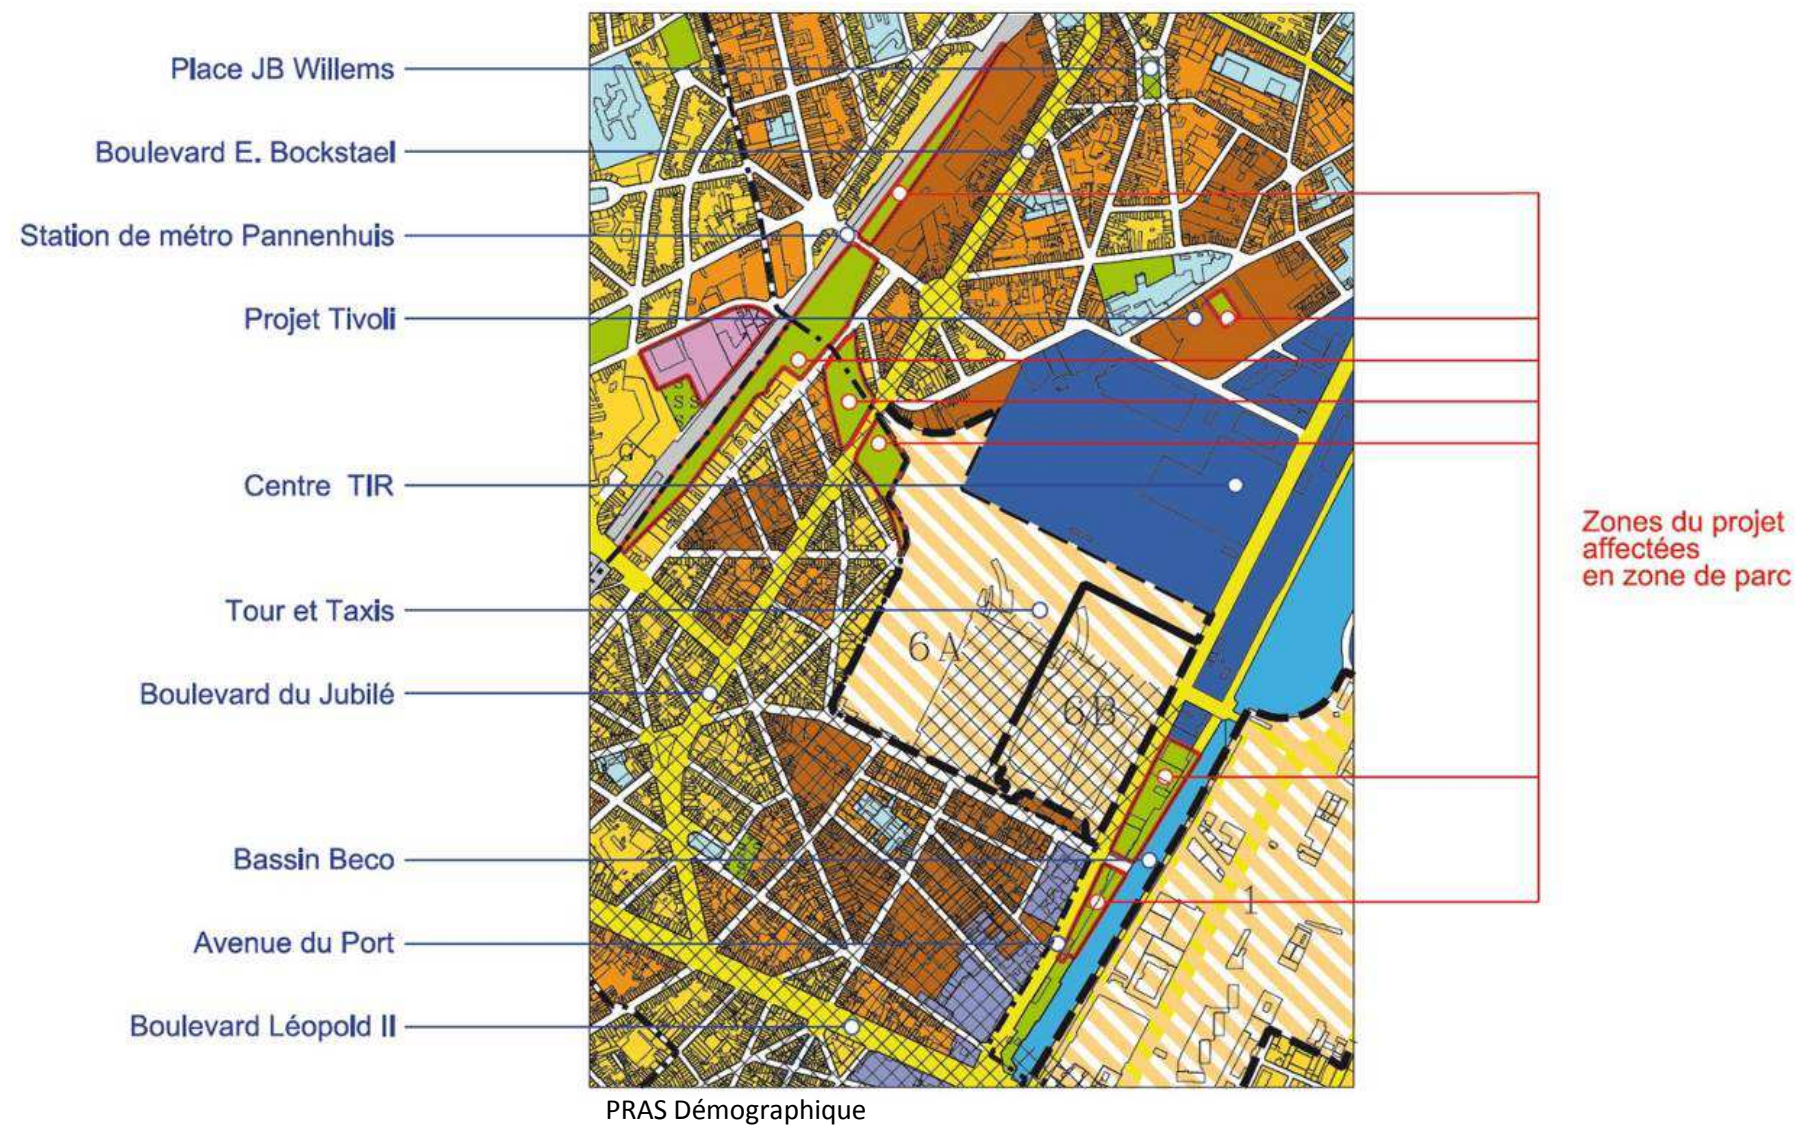 Place JB Willems
Boulevard E. Bockstael
Station de métro Pannenhuis
Projet Tivoli
Centre TIR
Tour et Taxis
Boulevard du Jubilé
Bassin Beco
Avenue du Port
Boulevard Léopold II
S
S S
6 A
6B
1
Zones du projet
affectées
en zone de parc
PRAS Démographique